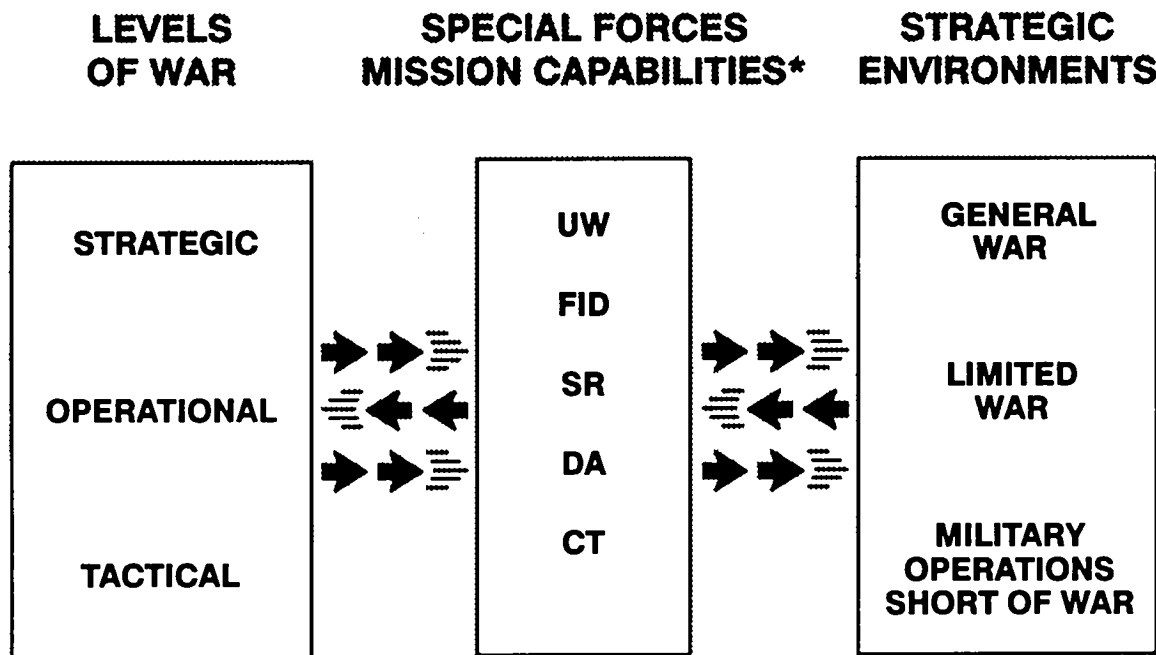 LEVELS
OF WAR
SPECIAL FORCES
MISSION CAPABILITIES*
STRATEGIC
ENVIRONMENTS
STRATEGIC
OPERATIONAL
TACTICAL
UW
FID
SR
DA
CT
GENERAL
WAR
LIMITED
WAR
MILITARY
OPERATIONS
SHORT OF WAR